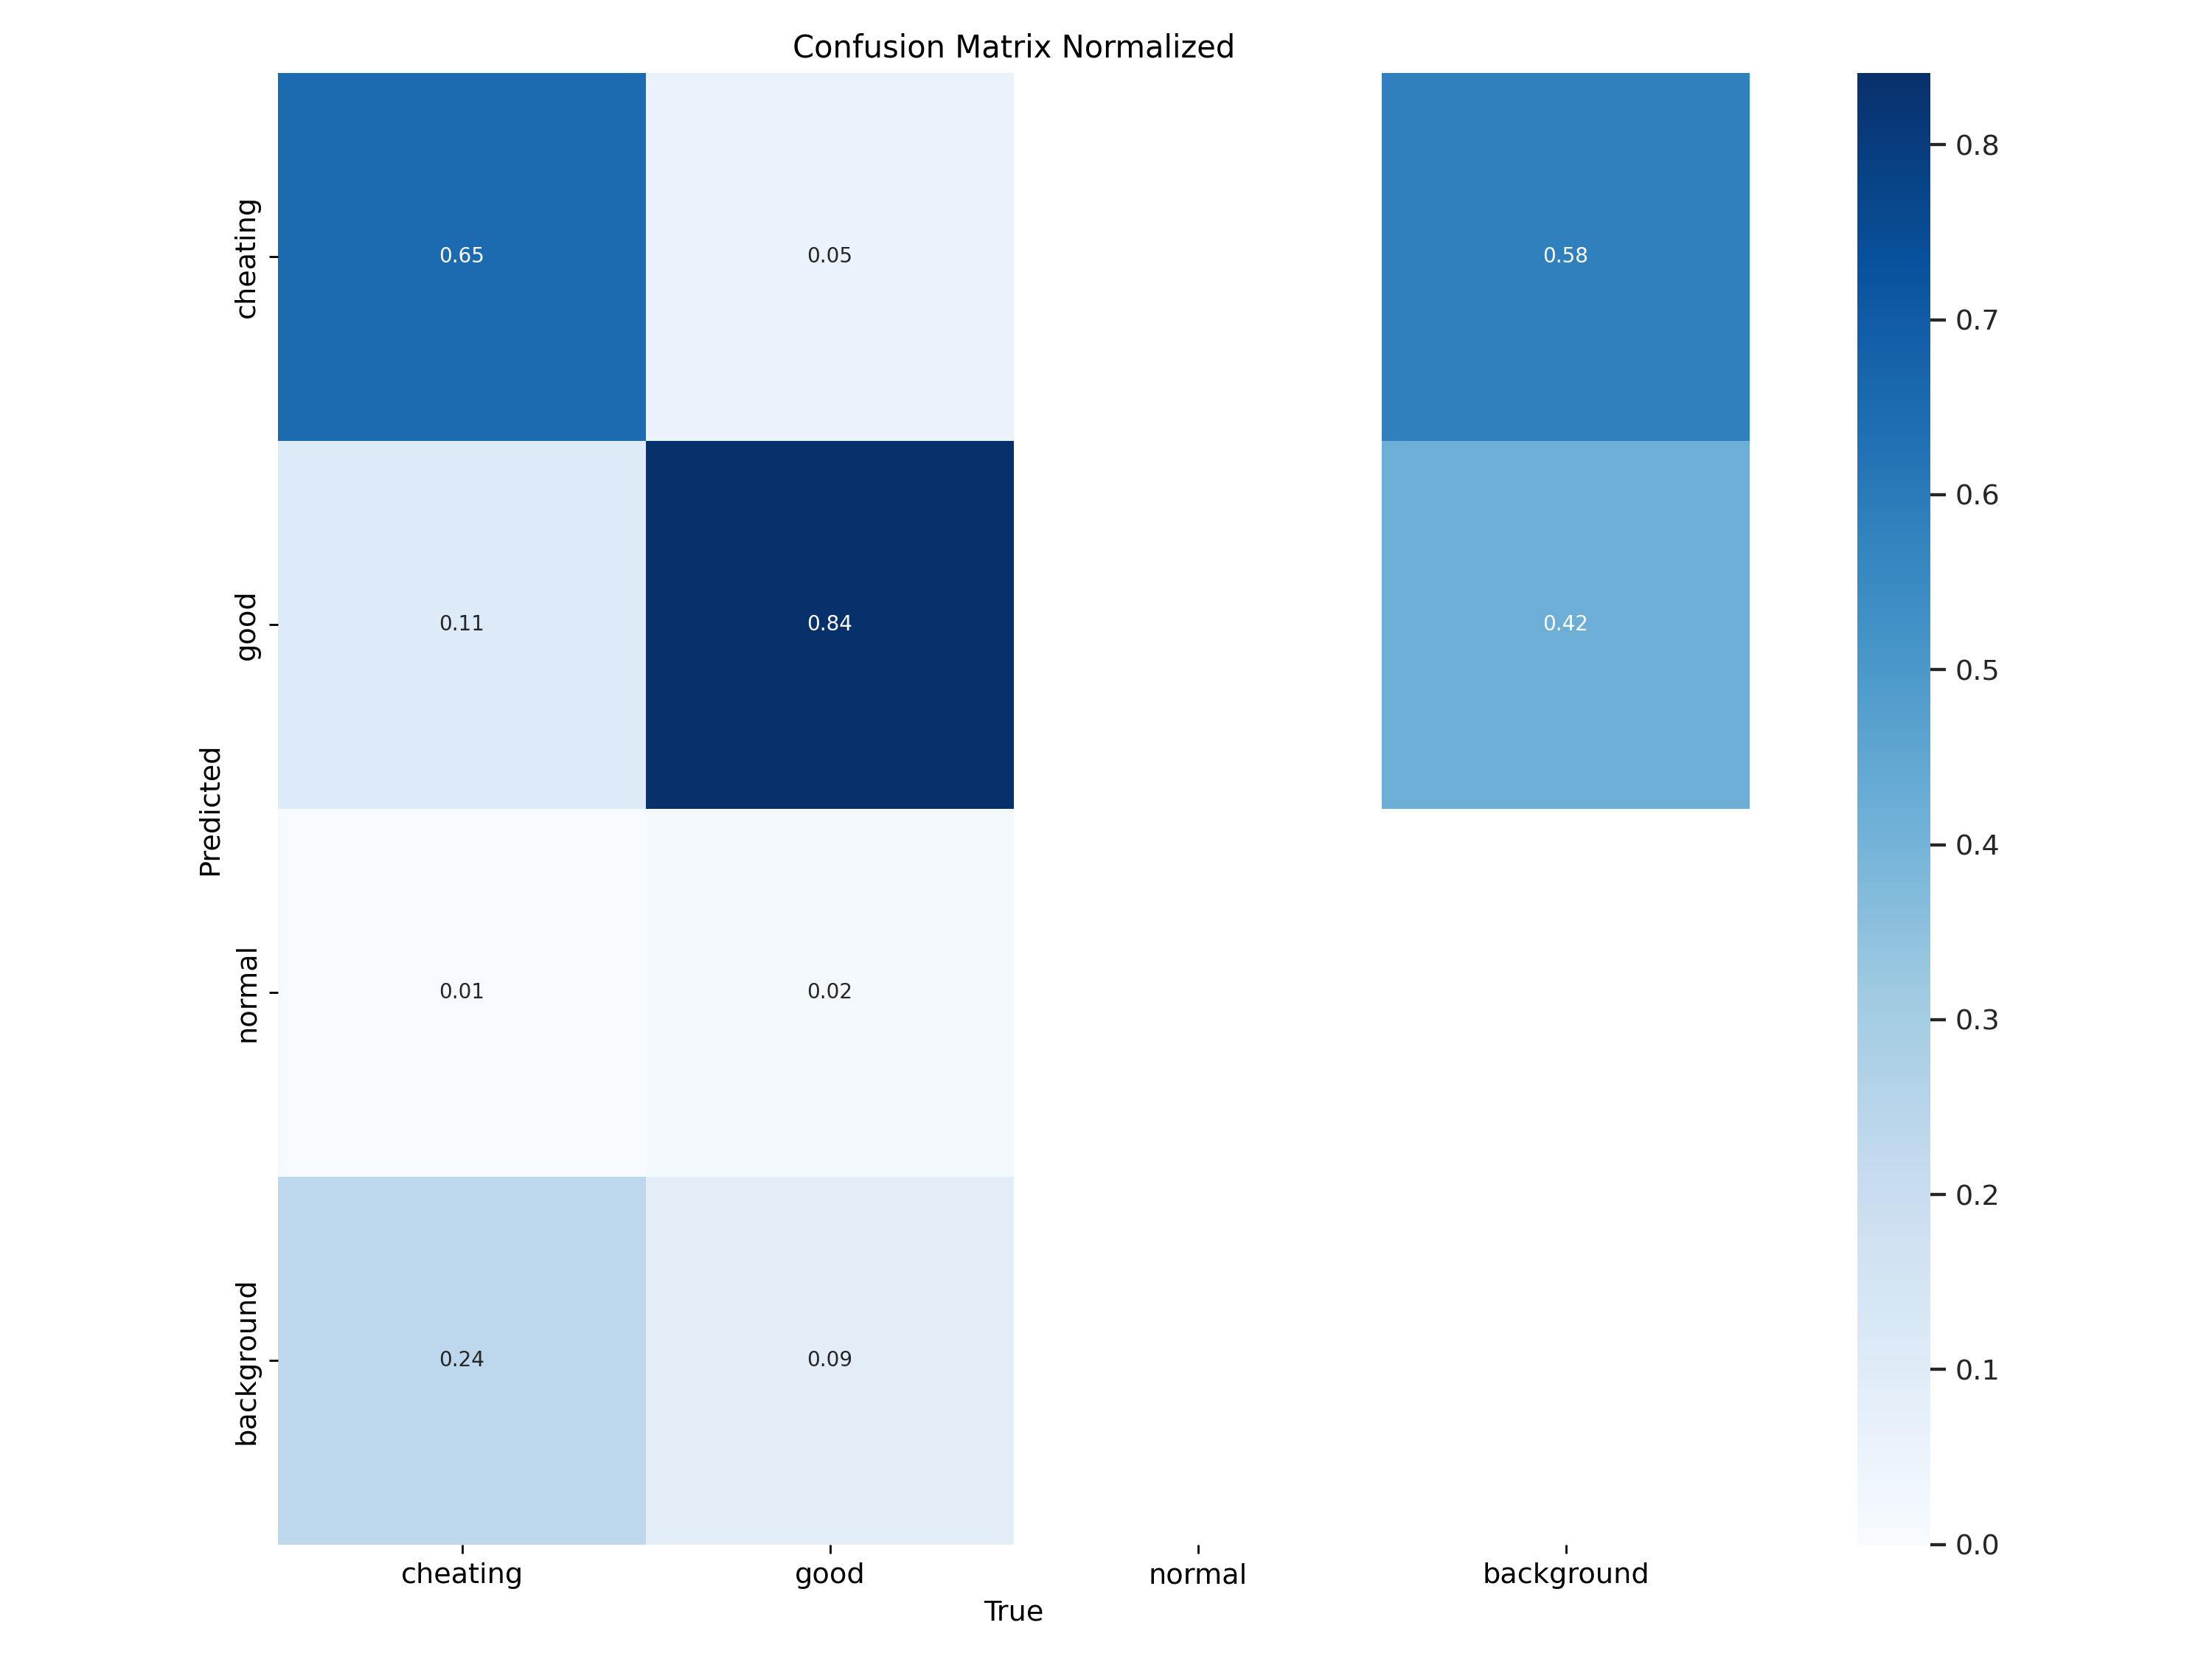 Confusion Matrix Normalized
cheating
0.65
0.05
0.58
good
0.11
0.84
0.42
normal
0.01
0.02
background
0.24
0.09
Predicted
cheating
good
normal
background
True
0.8
0.7
0.6
0.5
0.4
0.3
0.2
0.1
0.0